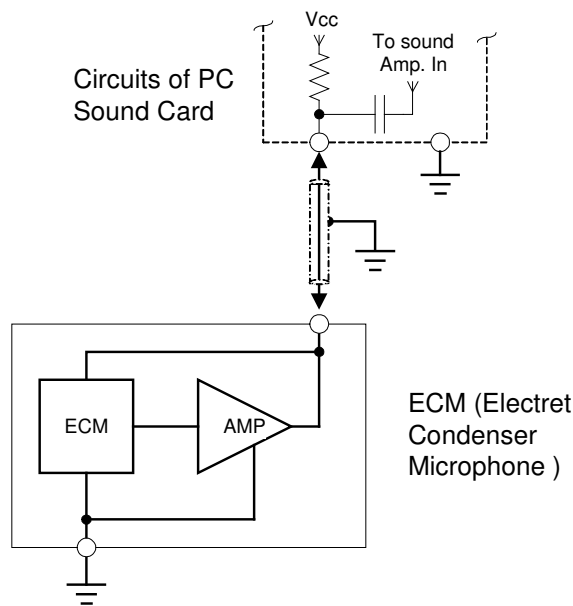 Vcc
To sound
Amp. In
Circuits of PC
Sound Card
ECM
AMP
ECM (Electret
Condenser
Microphone )